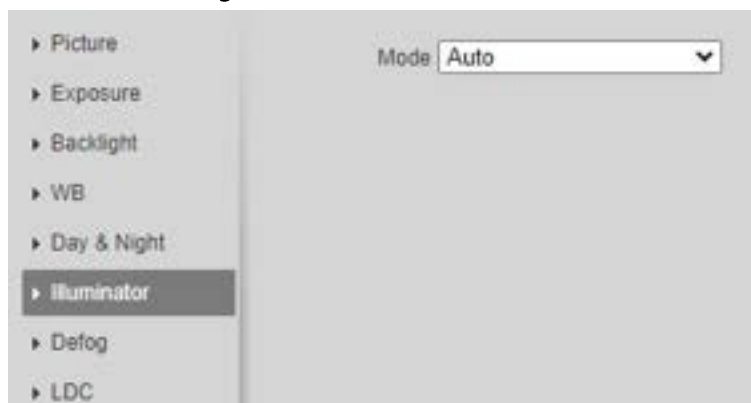 Picture
Mode Auto
Exposure
Backlight
WB
Day & Night
Illuminator
Defog
LDC